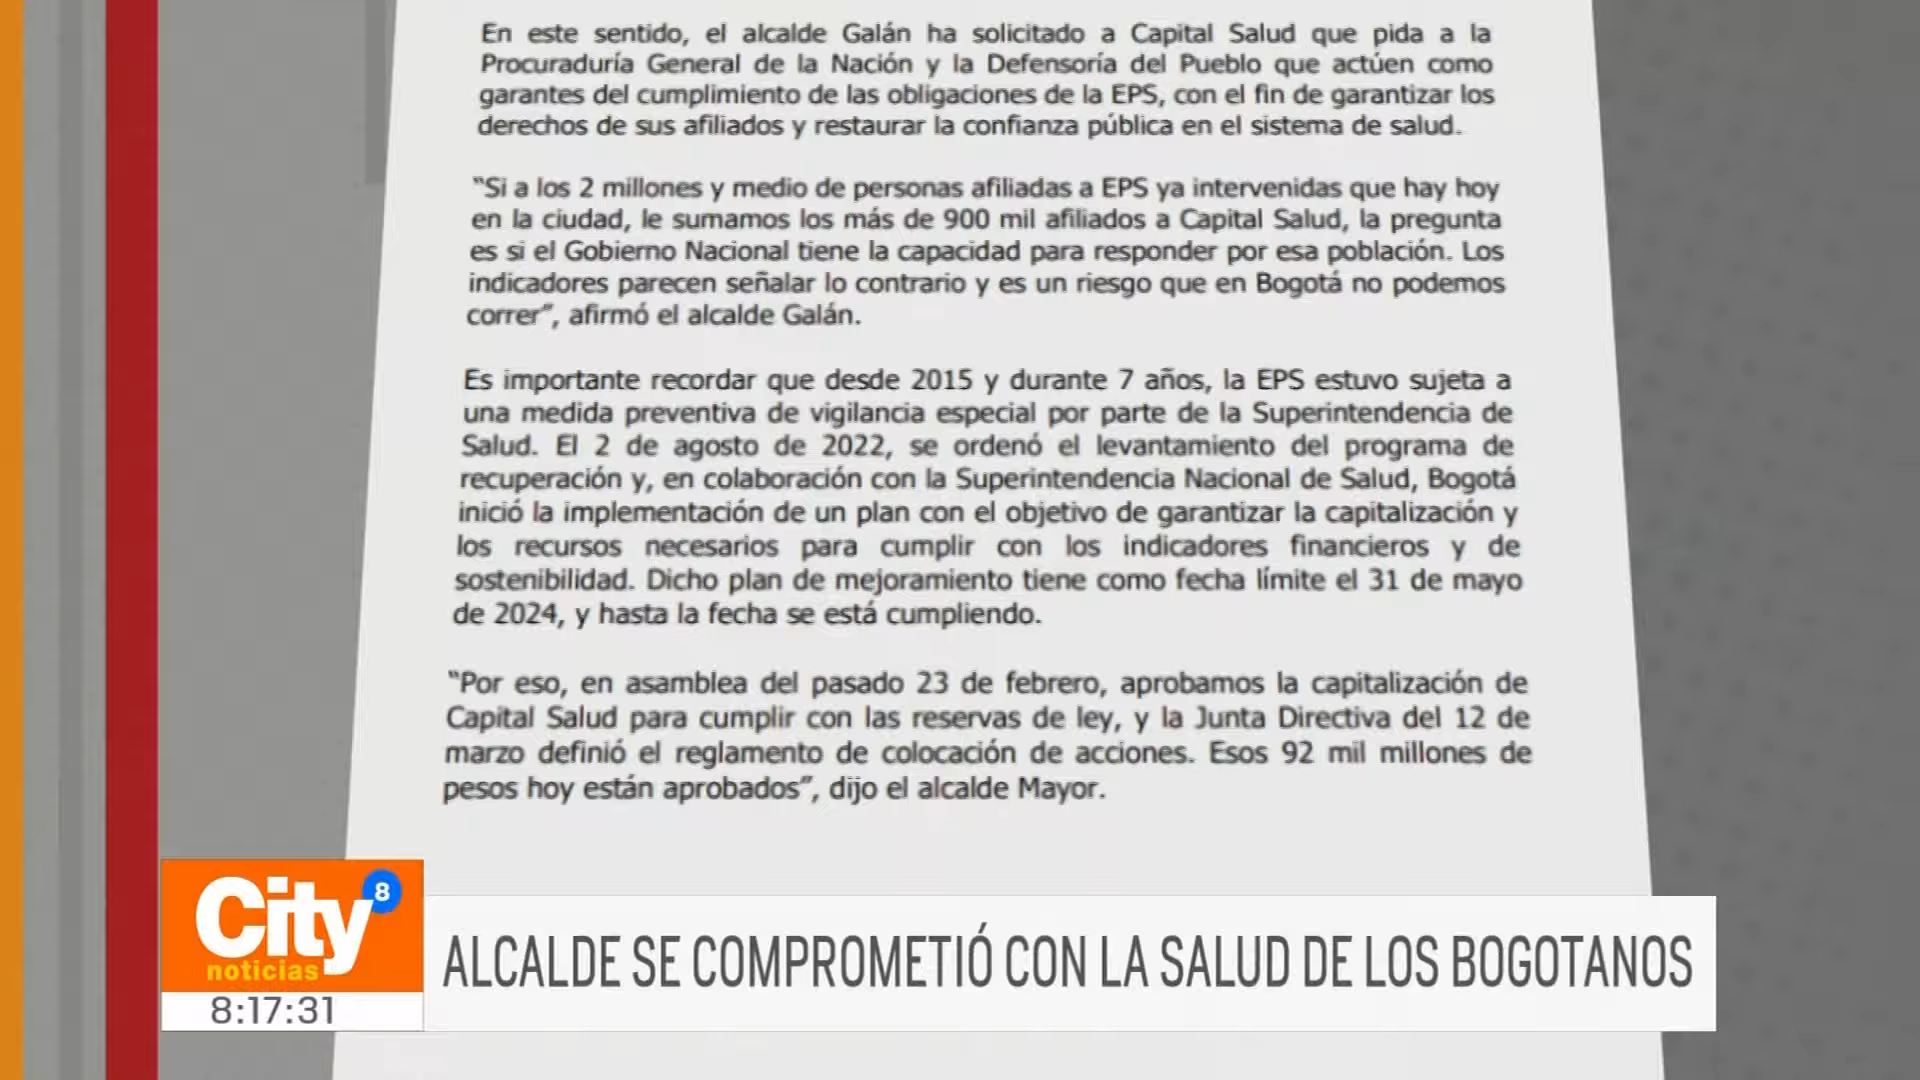 En este sentido, el alcalde Galán ha solicitado a Capital Salud que pida a la
Procuraduría General de la Nación y la Defensoría del Pueblo que actúen como
garantes del cumplimiento de las obligaciones de la EPS, con el fin de garantizar los
derechos de sus afiliados y restaurar la confianza pública en el sistema de salud.
“Si a los 2 millones y medio de personas afiliadas a EPS ya intervenidas que hay hoy
en la ciudad, le sumamos los más de 900 mil afiliados a Capital Salud, la pregunta
es si el Gobierno Nacional tiene la capacidad para responder por esa población. Los
indicadores parecen señalar lo contrario y es un riesgo que en Bogotá no podemos
correr”, afirmó el alcalde Galán.
Es importante recordar que desde 2015 y durante 7 años, la EPS estuvo sujeta a
una medida preventiva de vigilancia especial por parte de la Superintendencia de
Salud. El 2 de agosto de 2022, se ordenó el levantamiento del programa de
recuperación y, en colaboración con la Superintendencia Nacional de Salud, Bogotá
inició la implementación de un plan con el objetivo de garantizar la capitalización y
los recursos necesarios para cumplir con los indicadores financieros y de
sostenibilidad. Dicho plan de mejoramiento tiene como fecha límite el 31 de mayo
de 2024, y hasta la fecha se está cumpliendo.
“Por eso, en asamblea del pasado 23 de febrero, aprobamos la capitalización de
Capital Salud para cumplir con las reservas de ley, y la Junta Directiva del 12 de
marzo definió el reglamento de colocación de acciones. Esos 92 mil millones de
pesos hoy están aprobados”, dijo el alcalde Mayor.
City 8
noticias
8:17:31
ALCALDE SE COMPROMETIÓ CON LA SALUD DE LOS BOGOTANOS